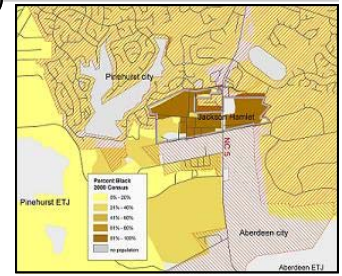 Pinehurst city
Jackson Hamlet
NC 5
Percent Black
2000 Census
0% - 20%
21% - 40%
41% - 60%
61% - 80%
81% - 100%
no population
Pinehurst ETJ
Aberdeen city
Aberdeen ETJ